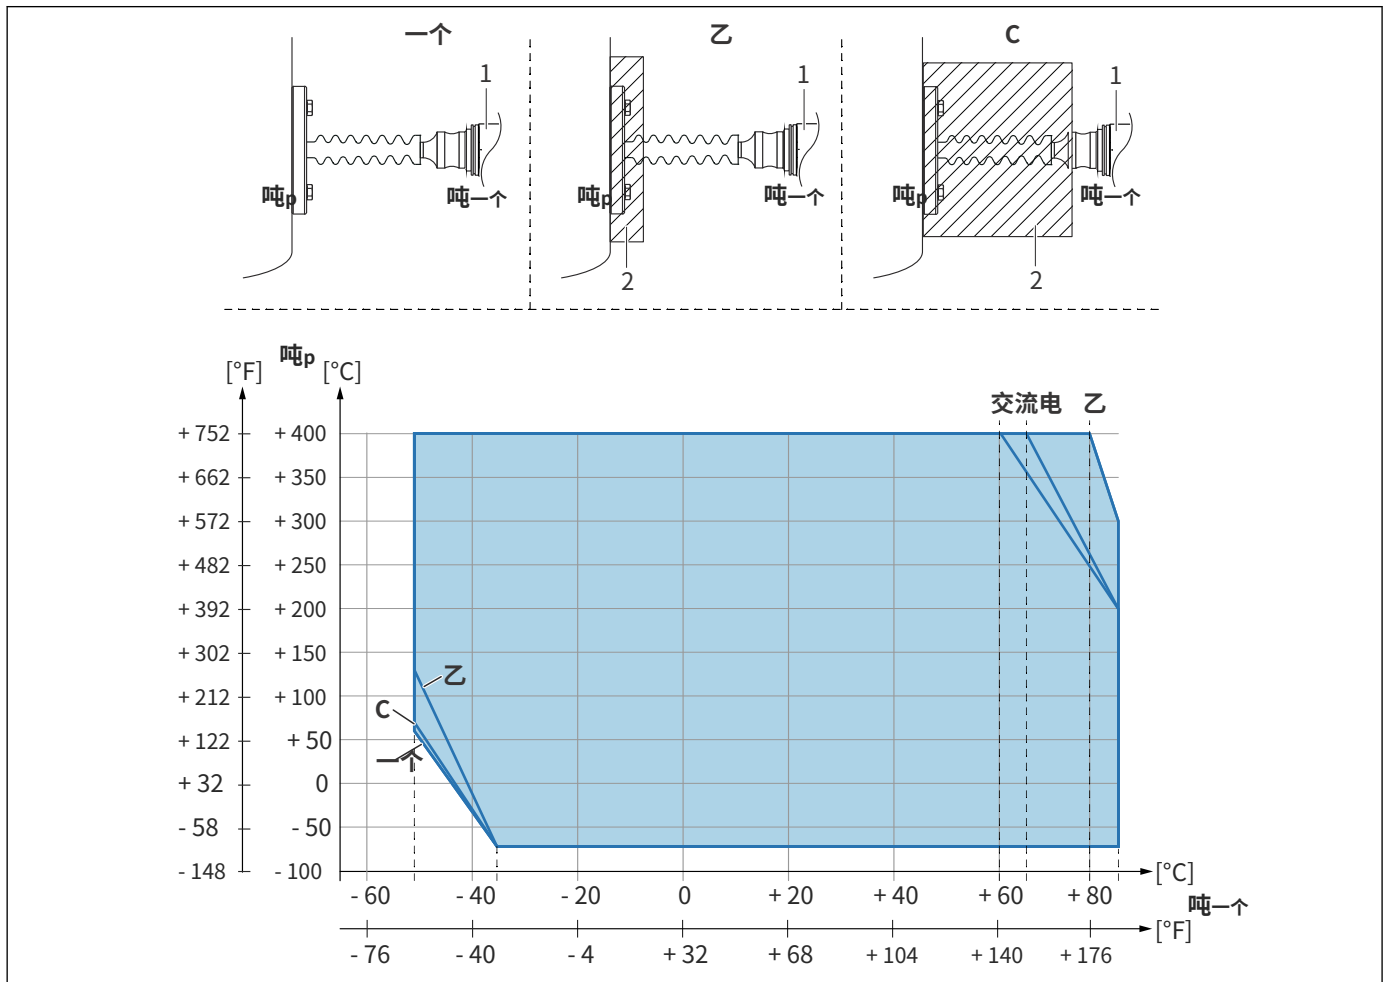 一个
乙
C
1
1
1
吨p
吨一个
吨p
吨一个
吨p
吨一个
2
2
吨p
[°F]
[°C]
交流电
乙
+ 752
+ 400
+ 662
+ 350
+ 572
+ 300
+ 482
+ 250
+ 392
+ 200
+ 302
+ 150
+ 212
+ 100
+ 122
+ 50
+ 32
0
- 58
- 50
- 148
- 100
乙
C
一个
[°C]
- 60
- 40
- 20
0
+ 20
+ 40
+ 60
+ 80
吨一个
[°F]
- 76
- 40
- 4
+ 32
+ 68
+ 104
+ 140
+ 176